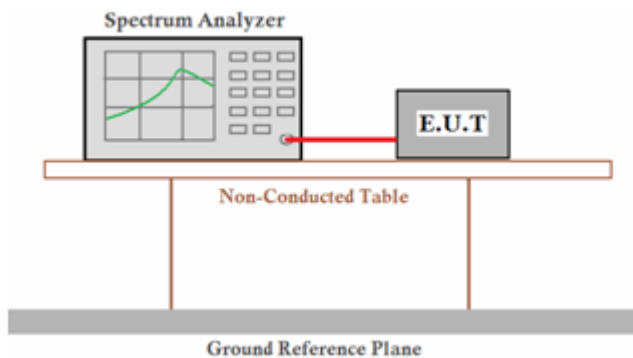 Spectrum Analyzer
E.U.T
Non-Conducted Table
Ground Reference Plane